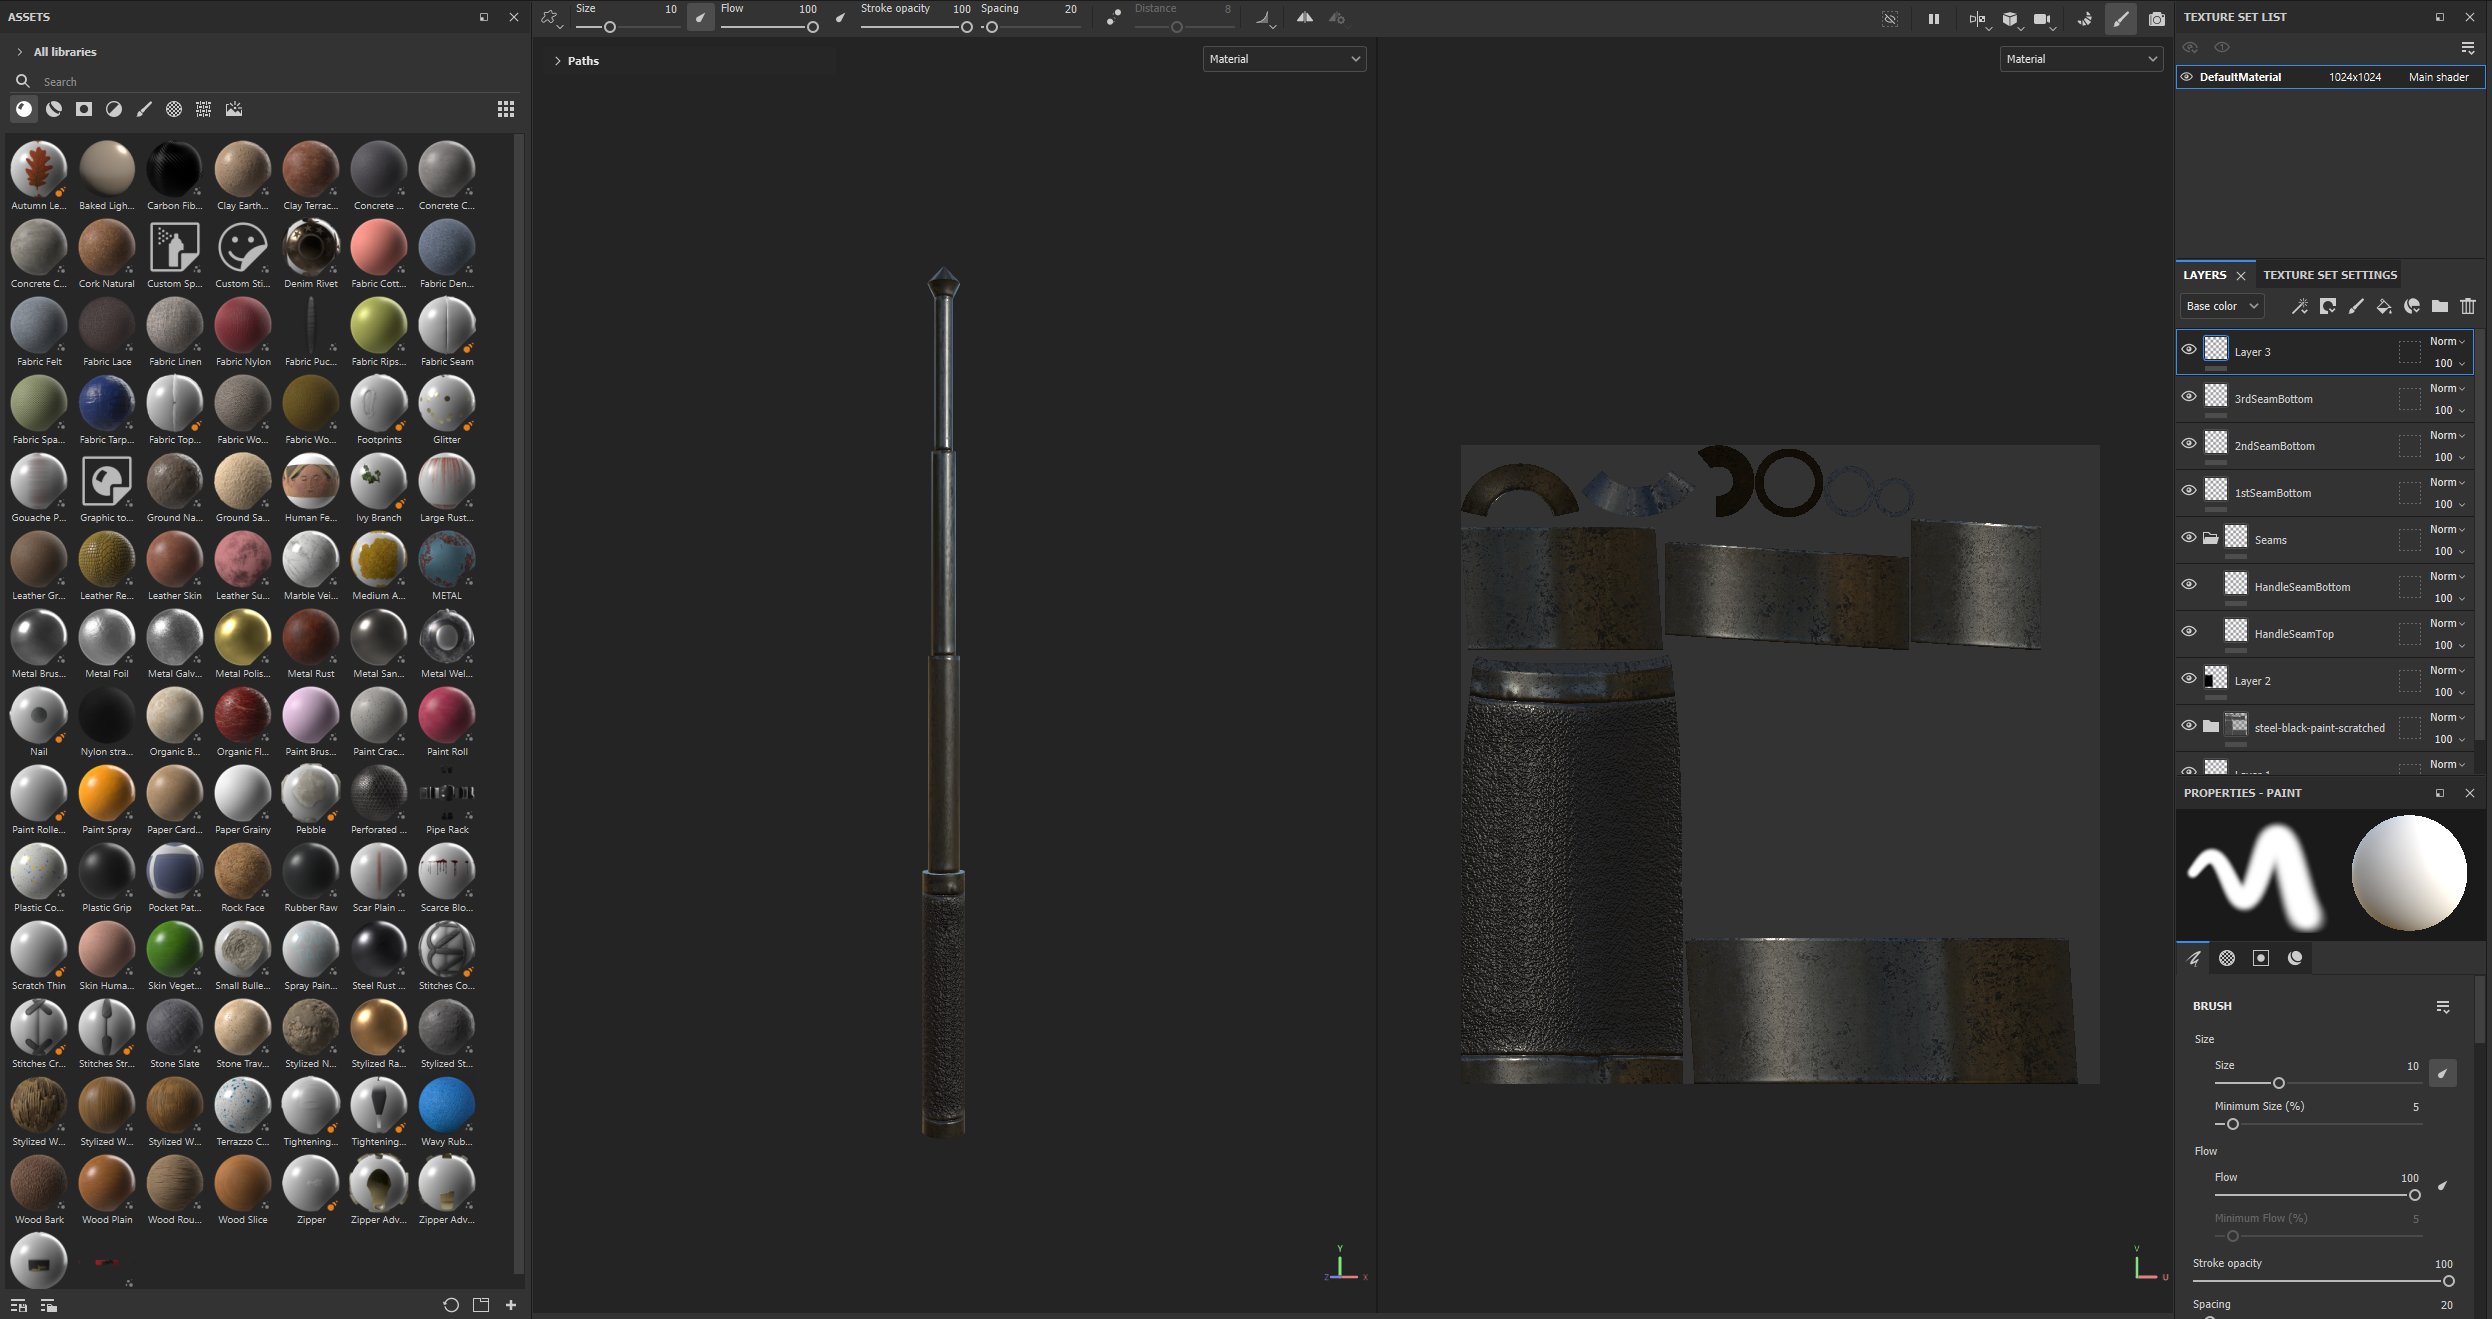 ASSETS
All libraries
Search
Autumn Le... Baked Ligh... Carbon Fib... Clay Earth... Clay Terrac... Concrete ... Concrete C...
Concrete C... Cork Natural Custom Sp... Custom Sti... Denim Rivet Fabric Cott... Fabric Den...
Fabric Felt Fabric Lace Fabric Linen Fabric Nylon Fabric Puc... Fabric Rips... Fabric Seam
Fabric Spa... Fabric Tarp... Fabric Top... Fabric Wo... Fabric Wo... Footprints Glitter
Gouache P... Graphic to... Ground Na... Ground Sa... Human Fe... Ivy Branch Large Rust...
Leather Gr... Leather Re... Leather Skin Leather Su... Marble Vei... Medium A... METAL
Metal Brus... Metal Foil Metal Galv... Metal Polis... Metal Rust Metal San... Metal Wel...
Nail Nylon stra... Organic B... Organic Fl... Paint Brus... Paint Crac... Paint Roll
Paint Rolle... Paint Spray Paper Card... Paper Grainy Pebble Perforated ... Pipe Rack
Plastic Co... Plastic Grip Pocket Pat... Rock Face Rubber Raw Scar Plain ... Scarce Blo...
Scratch Thin Skin Huma... Skin Veget... Small Bulle... Spray Pain... Steel Rust ... Stitches Co...
Stitches Cr... Stitches Str... Stone Slate Stone Trav... Stylized N... Stylized Ra... Stylized St...
Stylized W... Stylized W... Stylized W... Terrazzo C... Tightening... Tightening... Wavy Rub...
Wood Bark Wood Plain Wood Rou... Wood Slice Zipper Zipper Adv... Zipper Adv...
Size 10 Flow 100 Stroke opacity 100 Spacing 20 Distance 8
Paths
Material
Material
Y
Z X
V
U
TEXTURE SET LIST
DefaultMaterial 1024x1024 Main shader
LAYERS TEXTURE SET SETTINGS
Base color
Layer 3 Norm 100
3rdSeamBottom Norm 100
2ndSeamBottom Norm 100
1stSeamBottom Norm 100
Seams Norm 100
HandleSeamBottom Norm 100
HandleSeamTop Norm 100
Layer 2 Norm 100
steel-black-paint-scratched Norm 100
Norm
PROPERTIES - PAINT
BRUSH
Size
Size 10
Minimum Size (%) 5
Flow
Flow 100
Minimum Flow (%) 5
Stroke opacity 100
Spacing 20